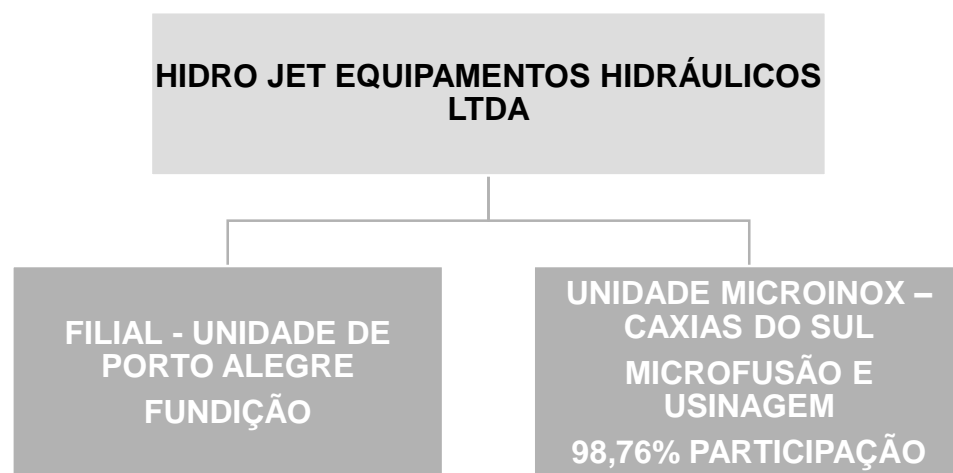 HIDRO JET EQUIPAMENTOS HIDRÁULICOS
LTDA
FILIAL - UNIDADE DE
PORTO ALEGRE
FUNDIÇÃO
UNIDADE MICROINOX –
CAXIAS DO SUL
MICROFUSÃO E
USINAGEM
98,76% PARTICIPAÇÃO